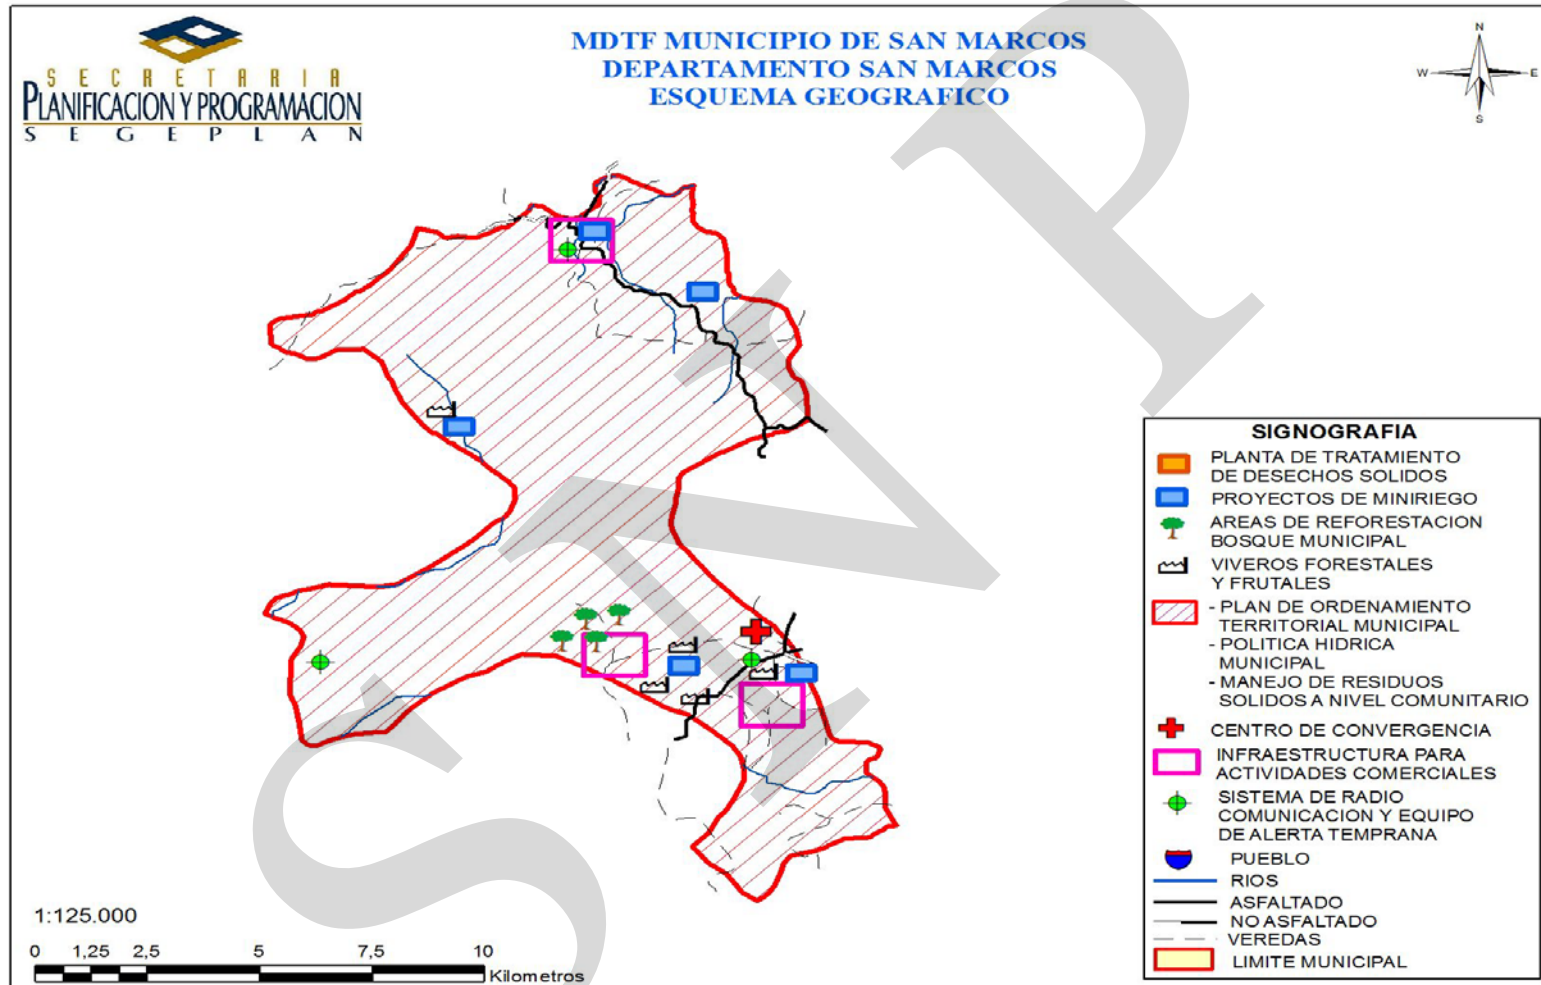 SECRETARIA
PLANIFICACION Y PROGRAMACION
SEGEPLAN
MDTF MUNICIPIO DE SAN MARCOS
DEPARTAMENTO SAN MARCOS
ESQUEMA GEOGRAFICO
N
W
E
S
SIGNOGRAFIA
PLANTA DE TRATAMIENTO
DE DESECHOS SOLIDOS
PROYECTOS DE MINIRIEGO
AREAS DE REFORESTACION
BOSQUE MUNICIPAL
VIVEROS FORESTALES
Y FRUTALES
- PLAN DE ORDENAMIENTO
TERRITORIAL MUNICIPAL
- POLITICA HIDRICA
MUNICIPAL
- MANEJO DE RESIDUOS
SOLIDOS A NIVEL COMUNITARIO
CENTRO DE CONVERGENCIA
INFRAESTRUCTURA PARA
ACTIVIDADES COMERCIALES
SISTEMA DE RADIO
COMUNICACION Y EQUIPO
DE ALERTA TEMPRANA
PUEBLO
RIOS
ASFALTADO
NO ASFALTADO
VEREDAS
LIMITE MUNICIPAL
1:125.000
0 1,25 2,5 5 7,5 10
Kilometros
SNIP